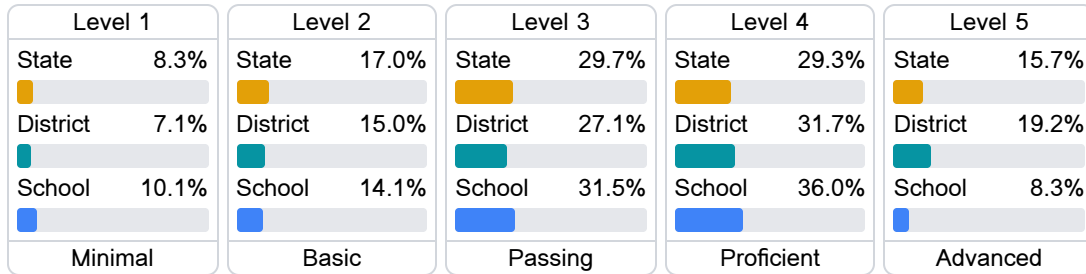 Level 1
State 8.3%
District 7.1%
School 10.1%
Minimal
Level 2
State 17.0%
District 15.0%
School 14.1%
Basic
Level 3
State 29.7%
District 27.1%
School 31.5%
Passing
Level 4
State 29.3%
District 31.7%
School 36.0%
Proficient
Level 5
State 15.7%
District 19.2%
School 8.3%
Advanced